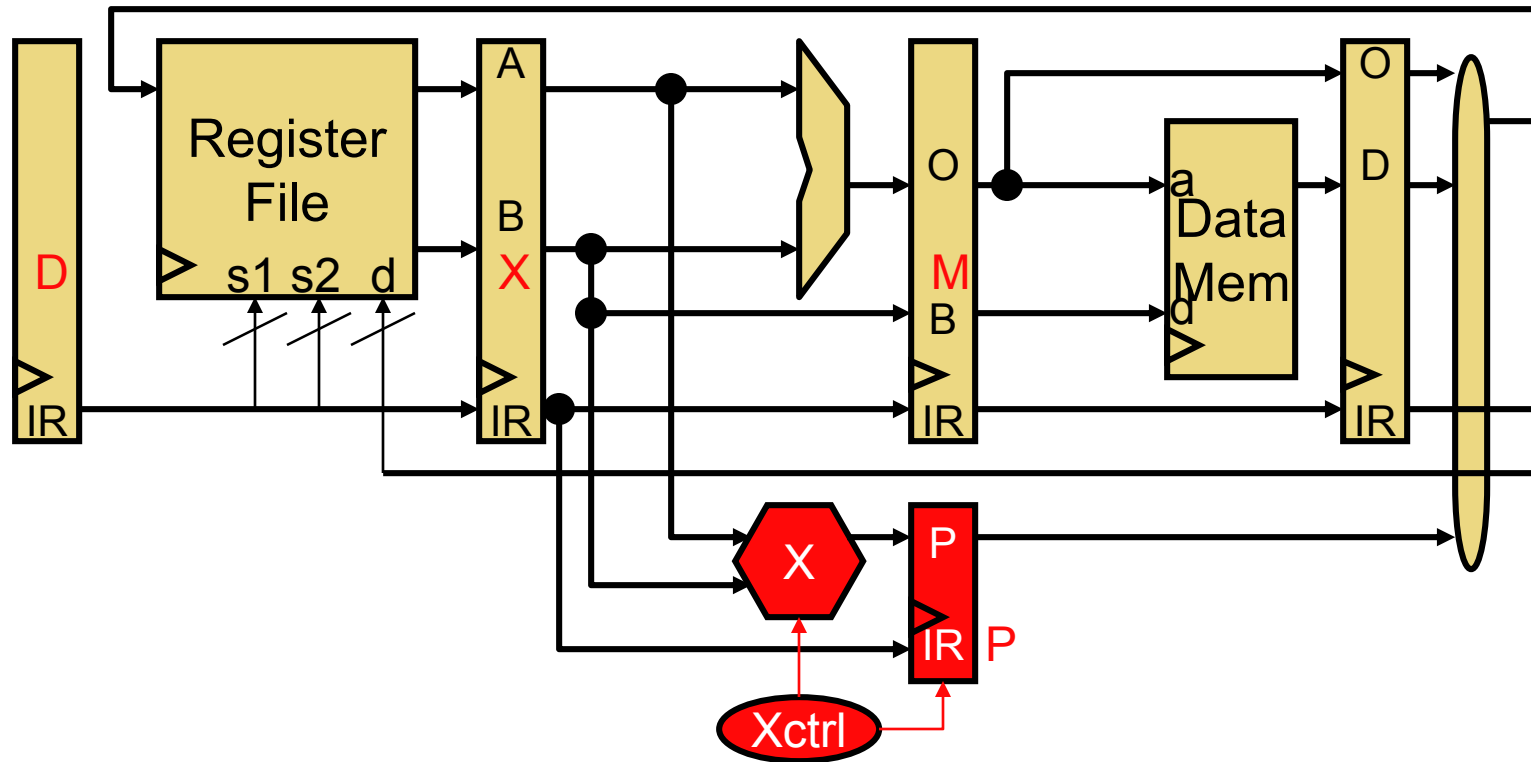 D
IR
Register
File
s1 s2 d
A
B
X
IR
O
M
B
IR
a
Data
Mem
d
O
D
IR
X
P
IR
P
Xctrl